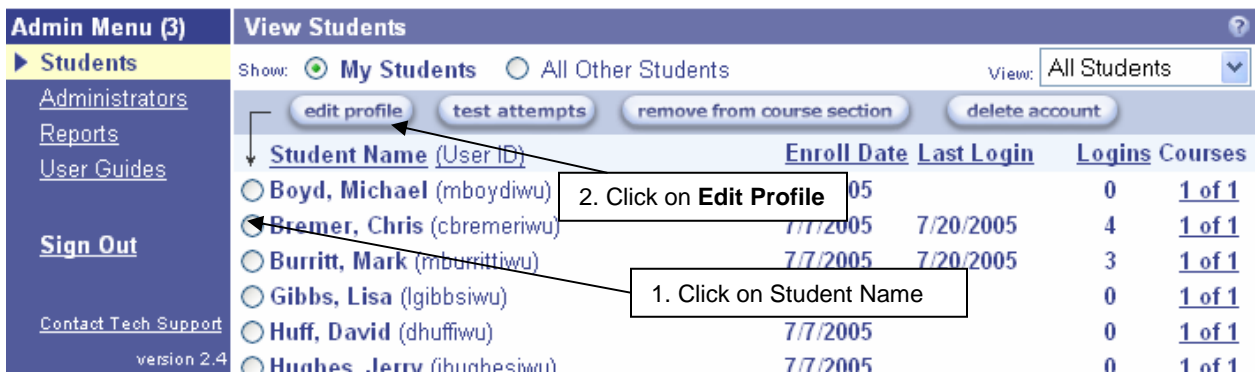 Admin Menu (3)
Students
Administrators
Reports
User Guides
Sign Out
Contact Tech Support
version 2.4
View Students
Show: My Students All Other Students View: All Students
edit profile test attempts remove from course section delete account
Student Name (User ID) Enroll Date Last Login Logins Courses
Boyd, Michael (mboydiwu) 05 0 1 of 1
2. Click on Edit Profile
Bremer, Chris (cbremeriwu) 7/7/2005 7/20/2005 4 1 of 1
Burritt, Mark (mburrittiwu) 7/7/2005 7/20/2005 3 1 of 1
1. Click on Student Name
Gibbs, Lisa (lgibbsiwu) 0 1 of 1
Huff, David (dhuffiwu) 7/7/2005 0 1 of 1
Hughes, Jerry (jhughesiwu) 7/7/2005 0 1 of 1